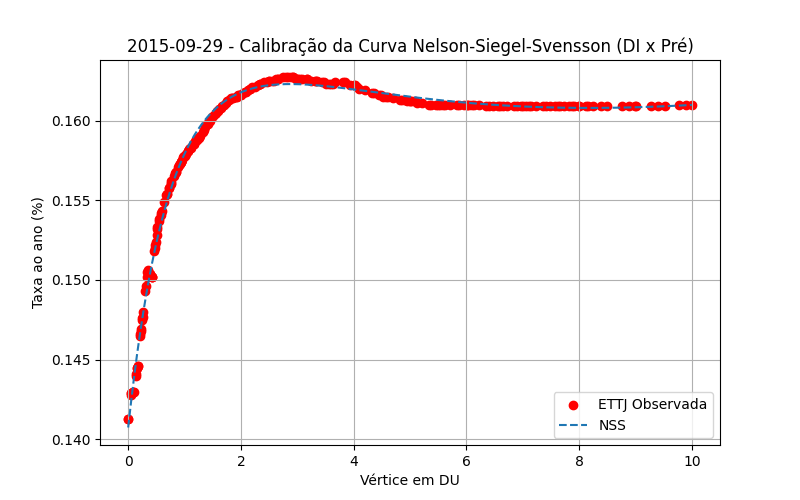 2015-09-29 - Calibração da Curva Nelson-Siegel-Svensson (DI x Pré)
Taxa ao ano (%)
0.160
0.155
0.150
0.145
0.140
ETTJ Observada
NSS
0 2 4 6 8 10
Vértice em DU